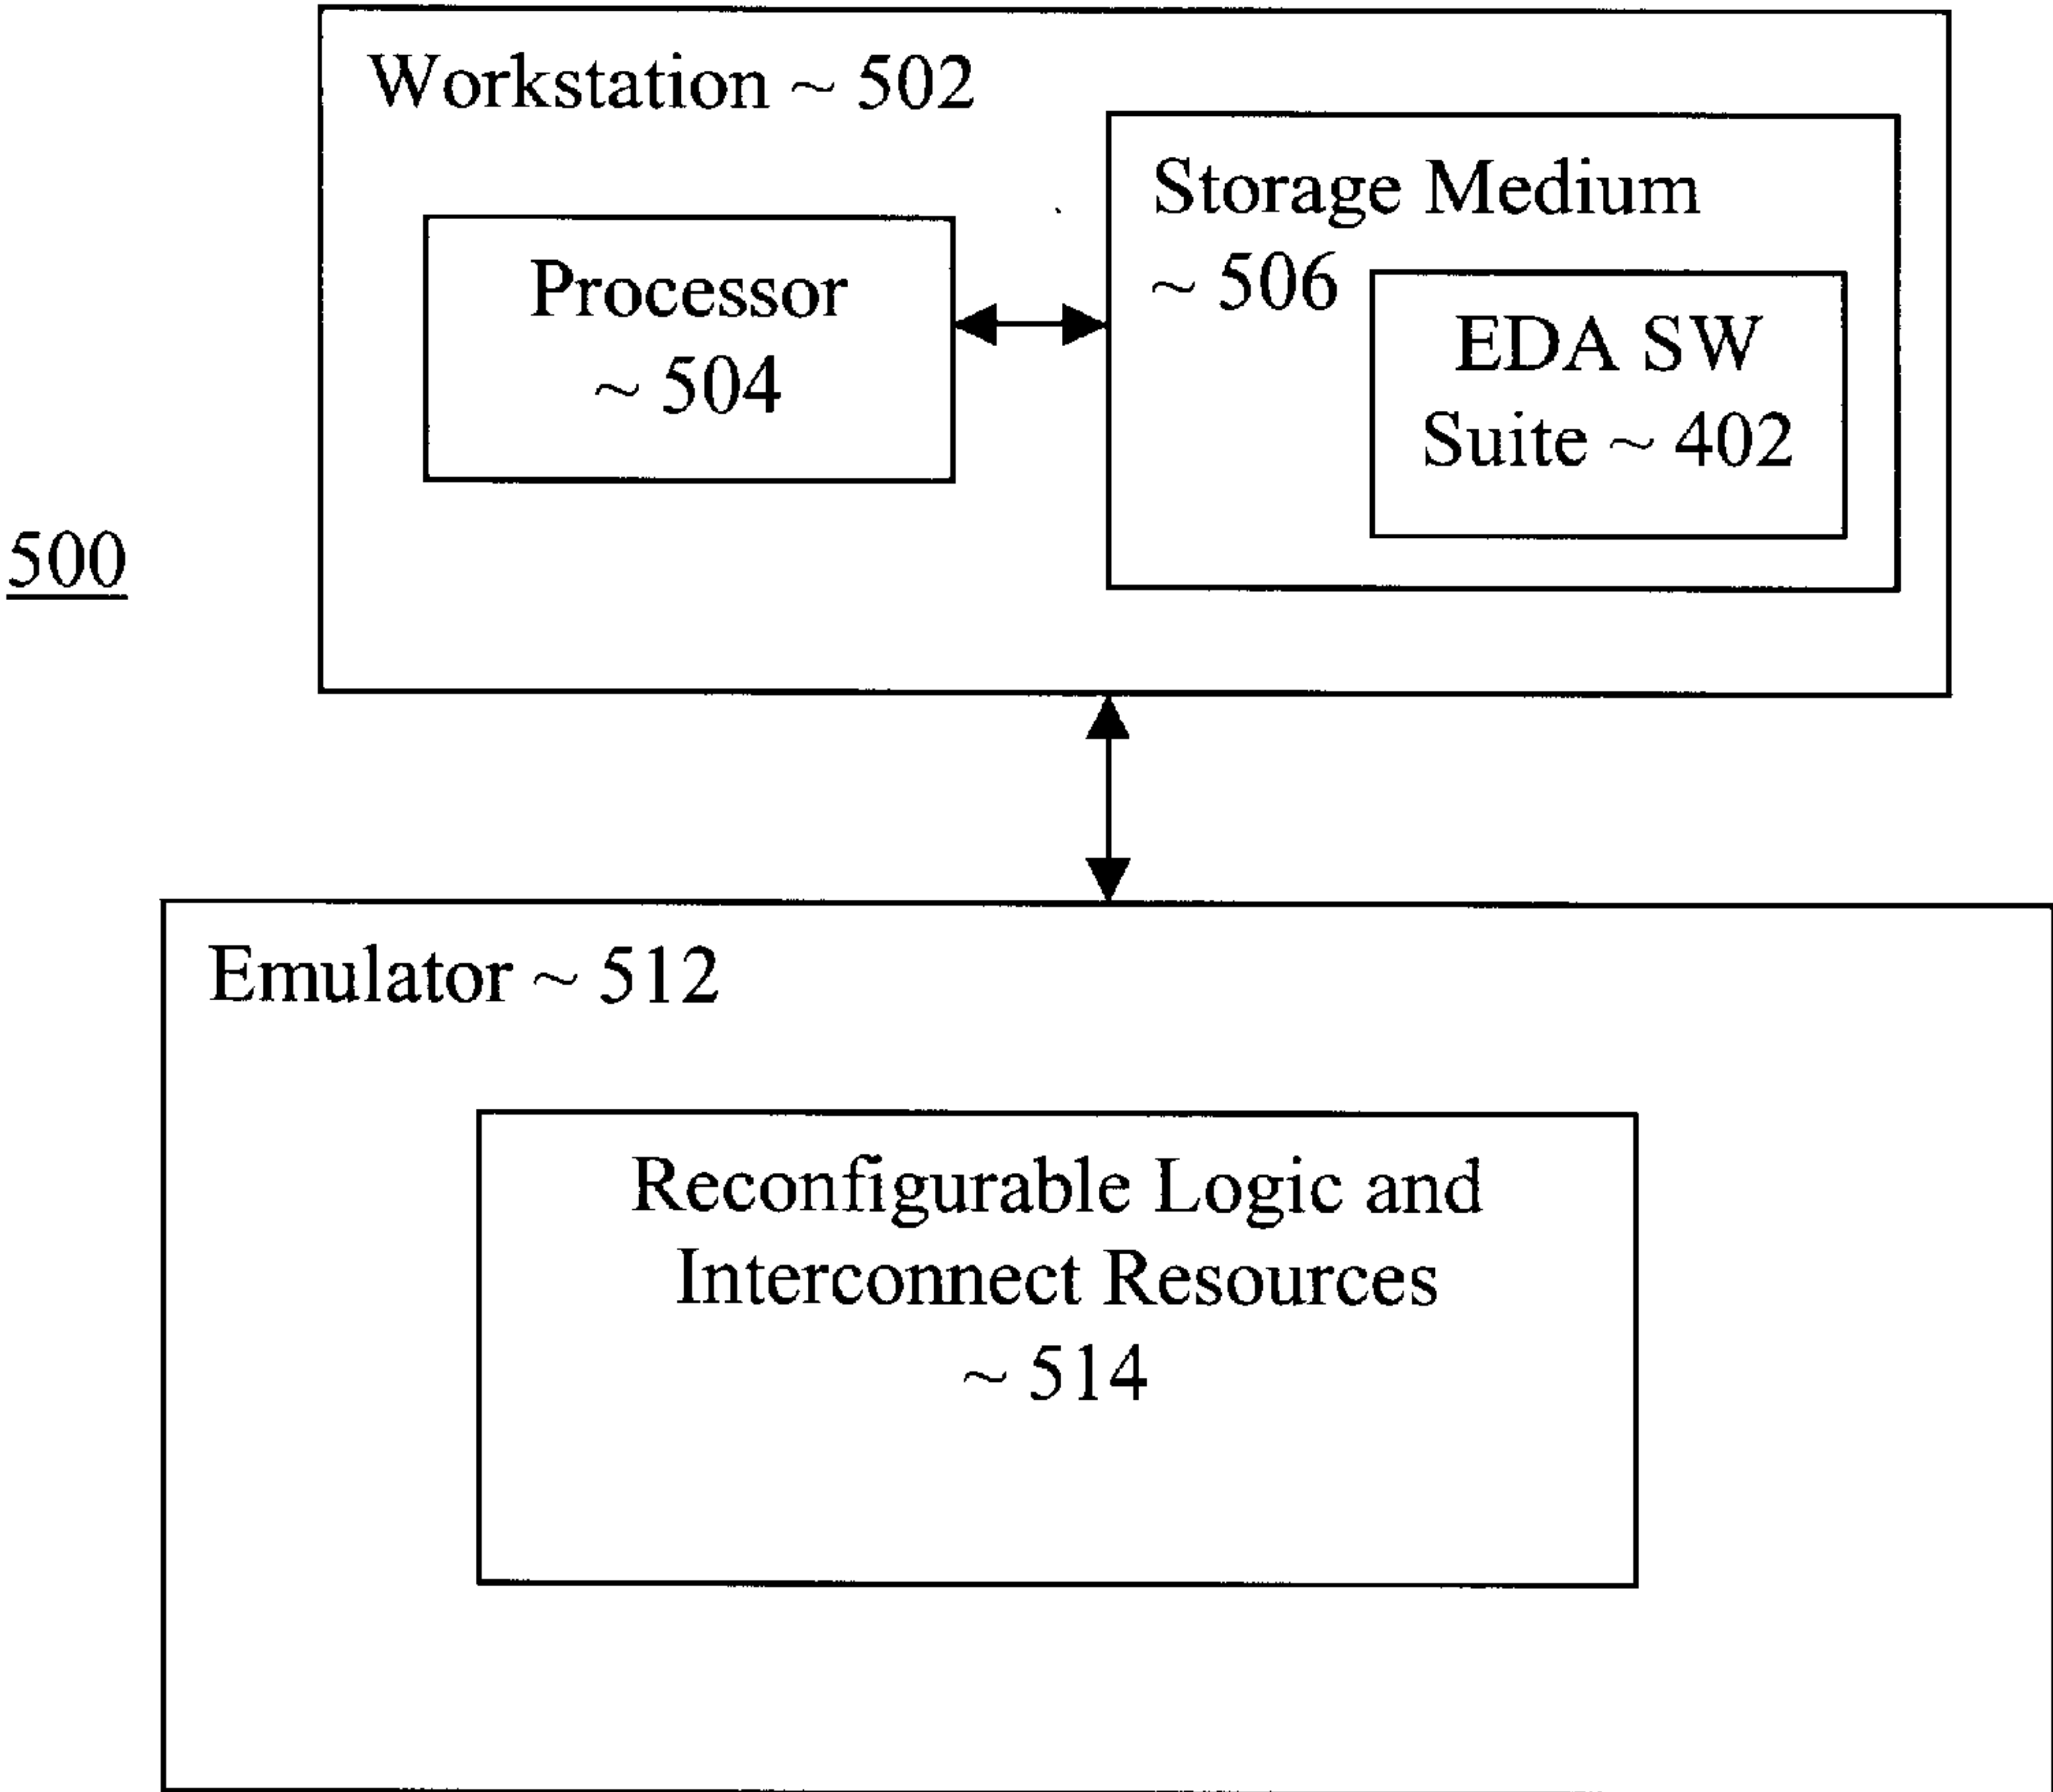 Workstation ~ 502
Storage Medium
~ 506
Processor
~ 504
EDA SW
Suite ~ 402
500
Emulator ~ 512
Reconfigurable Logic and
Interconnect Resources
~ 514